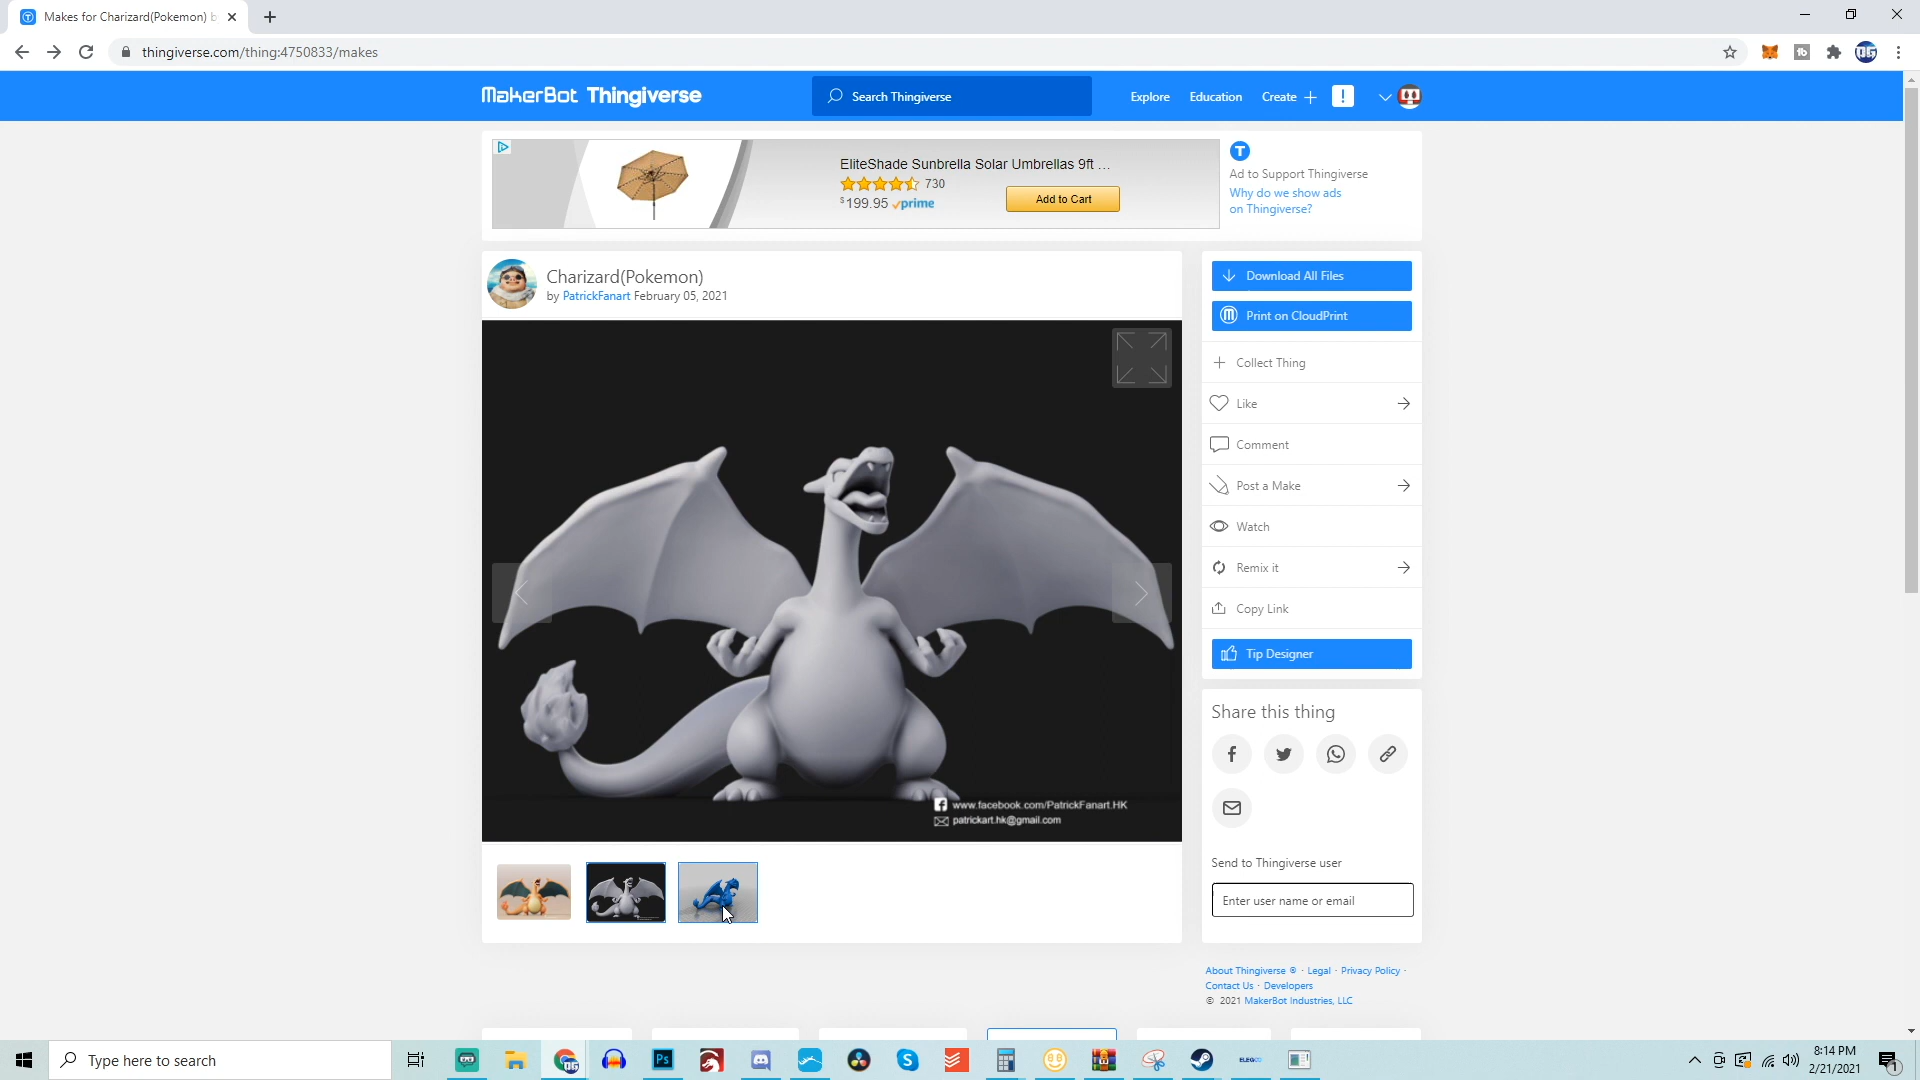 Makes for Charizard(Pokemon) b
thingiverse.com/thing:4750833/makes
MakerBot Thingiverse
Search Thingiverse
Explore
Education
Create
EliteShade Sunbrella Solar Umbrellas 9ft ...
730
$199.95 prime
Add to Cart
Ad to Support Thingiverse
Why do we show ads
on Thingiverse?
Charizard(Pokemon)
by PatrickFanart February 05, 2021
www.facebook.com/PatrickFanart.HK
patrickart.hk@gmail.com
Download All Files
Print on CloudPrint
Collect Thing
Like
Comment
Post a Make
Watch
Remix it
Copy Link
Tip Designer
Share this thing
Send to Thingiverse user
Enter user name or email
About Thingiverse ® · Legal · Privacy Policy ·
Contact Us · Developers
© 2021 MakerBot Industries, LLC
Type here to search
Ps
ELEGOO
8:14 PM
2/21/2021
1